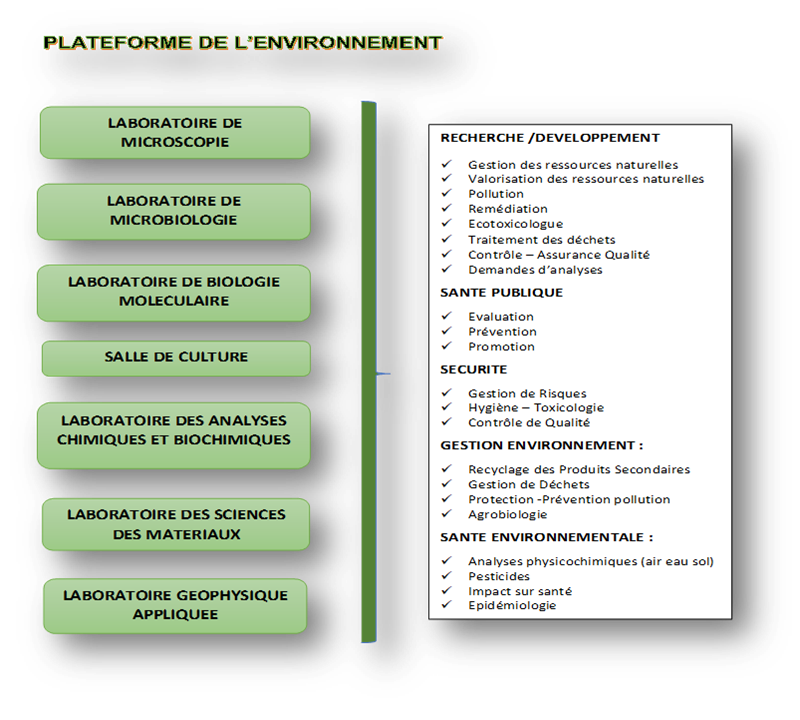 PLATEFORME DE L'ENVIRONNEMENT
LABORATOIRE DE
MICROSCOPIE
LABORATOIRE DE
MICROBIOLOGIE
LABORATOIRE DE BIOLOGIE
MOLECULAIRE
SALLE DE CULTURE
LABORATOIRE DES ANALYSES
CHIMIQUES ET BIOCHIMIQUES
LABORATOIRE DES SCIENCES
DES MATERIAUX
LABORATOIRE GEOPHYSIQUE
APPLIQUEE
RECHERCHE /DEVELOPPEMENT
✓ Gestion des ressources naturelles
✓ Valorisation des ressources naturelles
✓ Pollution
✓ Remédiation
✓ Ecotoxicologue
✓ Traitement des déchets
✓ Contrôle – Assurance Qualité
✓ Demandes d'analyses
SANTE PUBLIQUE
✓ Evaluation
✓ Prévention
✓ Promotion
SECURITE
✓ Gestion de Risques
✓ Hygiène – Toxicologie
✓ Contrôle de Qualité
GESTION ENVIRONNEMENT :
✓ Recyclage des Produits Secondaires
✓ Gestion de Déchets
✓ Protection -Prévention pollution
✓ Agrobiologie
SANTE ENVIRONNEMENTALE :
✓ Analyses physicochimiques (air eau sol)
✓ Pesticides
✓ Impact sur santé
✓ Epidémiologie